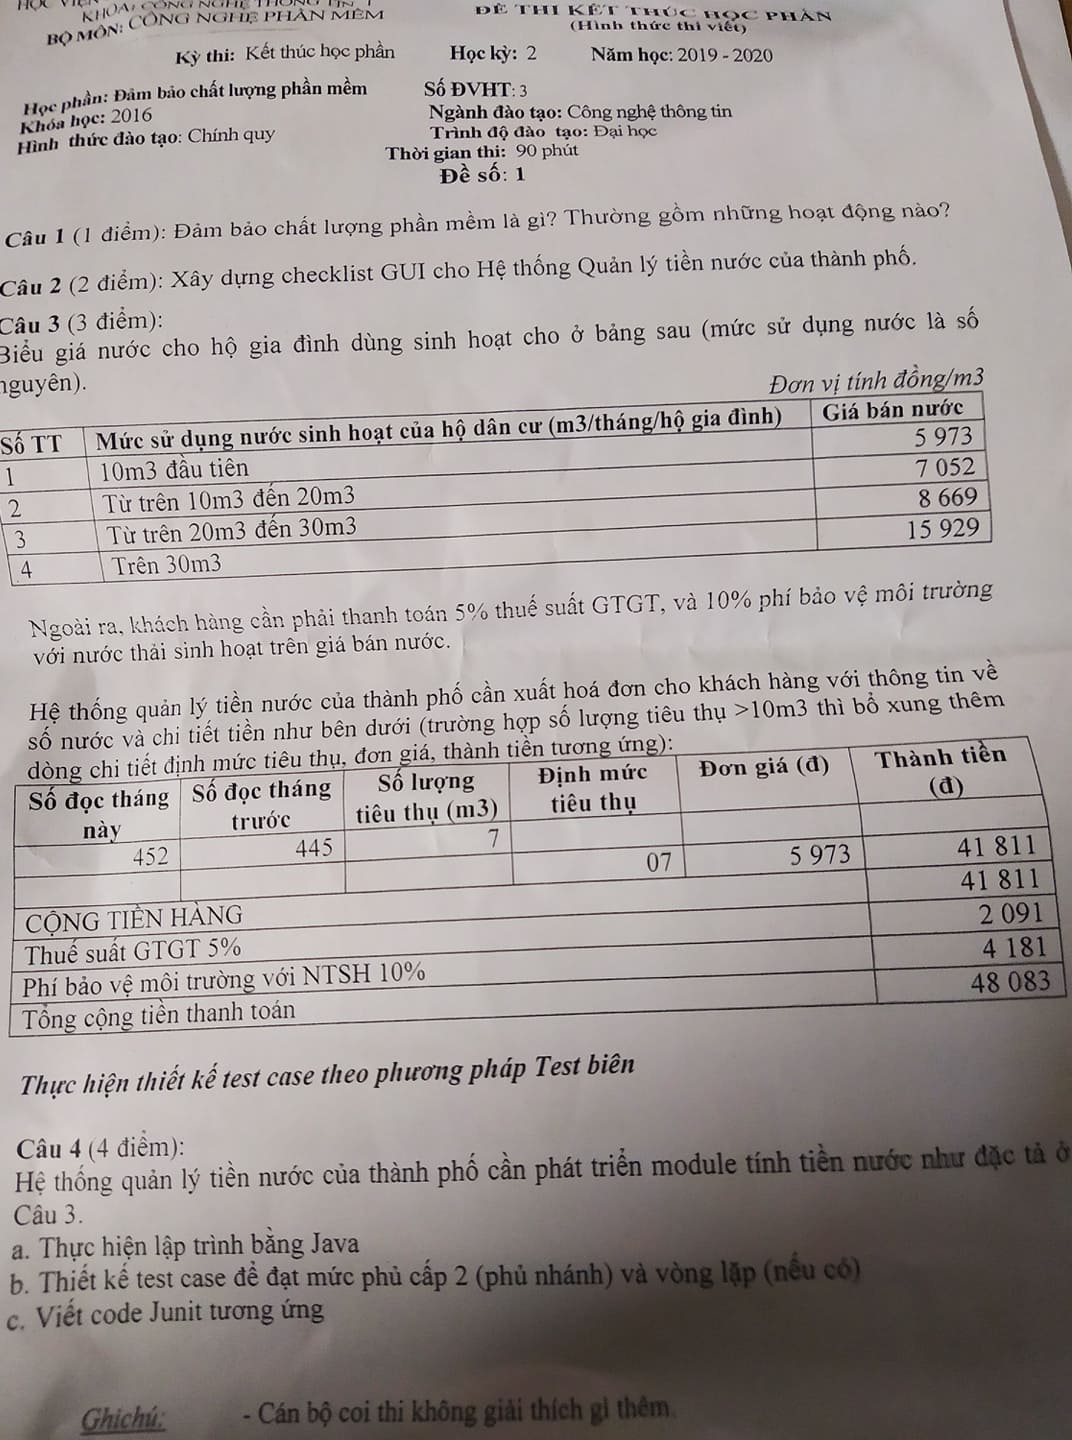 KHOA: CÔNG NGHỆ THÔNG TIN
BỘ MÔN: CÔNG NGHỆ PHẦN MỀM
ĐỀ THI KẾT THÚC HỌC PHẦN
(Hình thức thi viết)
Kỳ thi: Kết thúc học phần Học kỳ: 2 Năm học: 2019 - 2020
Học phần: Đảm bảo chất lượng phần mềm Số ĐVHT: 3
Khóa học: 2016 Ngành đào tạo: Công nghệ thông tin
Hình thức đào tạo: Chính quy Trình độ đào tạo: Đại học
Thời gian thi: 90 phút
Đề số: 1
Câu 1 (1 điểm): Đảm bảo chất lượng phần mềm là gì? Thường gồm những hoạt động nào?
Câu 2 (2 điểm): Xây dựng checklist GUI cho Hệ thống Quản lý tiền nước của thành phố.
Câu 3 (3 điểm):
Biểu giá nước cho hộ gia đình dùng sinh hoạt cho ở bảng sau (mức sử dụng nước là số
nguyên).
Đơn vị tính đồng/m3
Số TT Mức sử dụng nước sinh hoạt của hộ dân cư (m3/tháng/hộ gia đình) Giá bán nước
1 10m3 đầu tiên 5 973
2 Từ trên 10m3 đến 20m3 7 052
3 Từ trên 20m3 đến 30m3 8 669
4 Trên 30m3 15 929
Ngoài ra, khách hàng cần phải thanh toán 5% thuế suất GTGT, và 10% phí bảo vệ môi trường
với nước thải sinh hoạt trên giá bán nước.
Hệ thống quản lý tiền nước của thành phố cần xuất hoá đơn cho khách hàng với thông tin về
số nước và chi tiết tiền như bên dưới (trường hợp số lượng tiêu thụ >10m3 thì bổ xung thêm
dòng chi tiết định mức tiêu thụ, đơn giá, thành tiền tương ứng):
Số đọc tháng Số đọc tháng Số lượng Định mức Đơn giá (đ) Thành tiền
này trước tiêu thụ (m3) tiêu thụ (đ)
452 445 7
07 5 973 41 811
CỘNG TIỀN HÀNG 41 811
Thuế suất GTGT 5% 2 091
Phí bảo vệ môi trường với NTSH 10% 4 181
Tổng cộng tiền thanh toán 48 083
Thực hiện thiết kế test case theo phương pháp Test biên
Câu 4 (4 điểm):
Hệ thống quản lý tiền nước của thành phố cần phát triển module tính tiền nước như đặc tả ở
Câu 3.
a. Thực hiện lập trình bằng Java
b. Thiết kế test case để đạt mức phủ cấp 2 (phủ nhánh) và vòng lặp (nếu có)
c. Viết code Junit tương ứng
Ghichú: - Cán bộ coi thi không giải thích gì thêm.